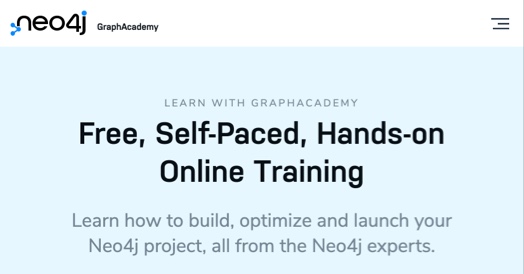 neo4j GraphAcademy
LEARN WITH GRAPHACADEMY
Free, Self-Paced, Hands-on
Online Training
Learn how to build, optimize and launch your
Neo4j project, all from the Neo4j experts.